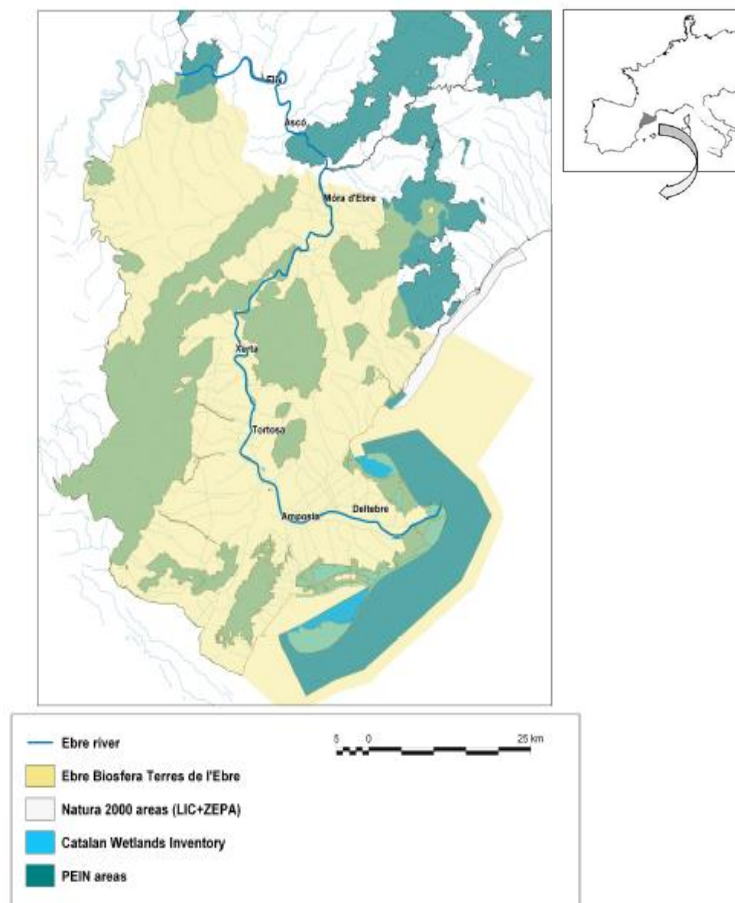 Flix
Ascó
Móra d'Ebre
Xerta
Tortosa
Amposta
Deltebre
Ebre river
5 0 25 km
Ebre Biosfera Terres de l'Ebre
Natura 2000 areas (LIC+ZEPA)
Catalan Wetlands Inventory
PEIN areas